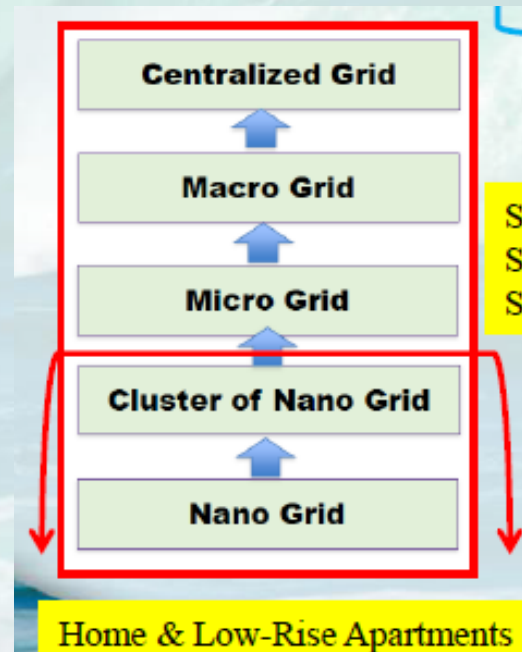 Centralized Grid
Macro Grid
S
S
S
Micro Grid
Cluster of Nano Grid
Nano Grid
Home & Low-Rise Apartments